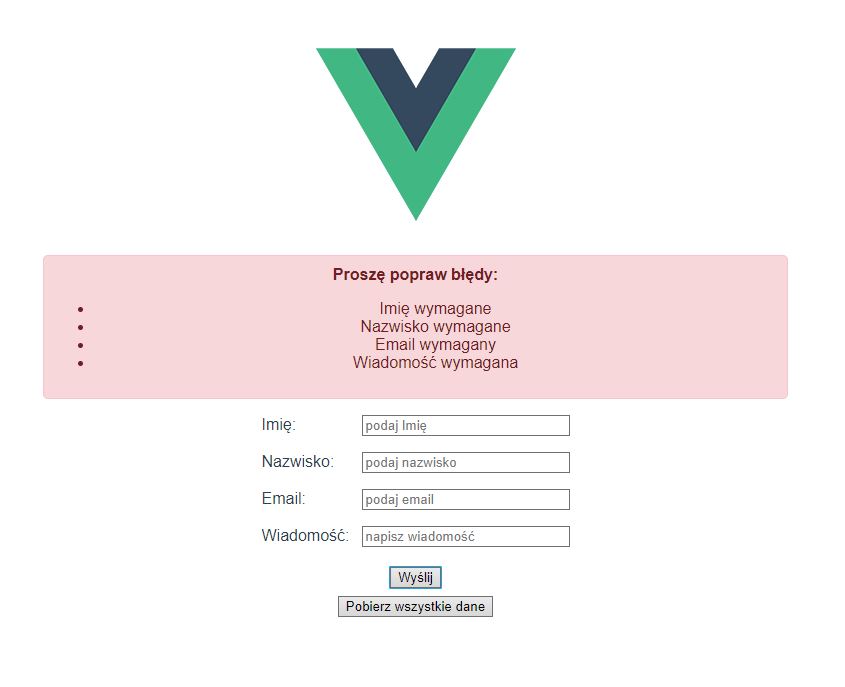 Proszę popraw błędy:
Imię wymagane
Nazwisko wymagane
Email wymagany
Wiadomość wymagana
Imię: podaj Imię
Nazwisko: podaj nazwisko
Email: podaj email
Wiadomość: napisz wiadomość
Wyślij
Pobierz wszystkie dane